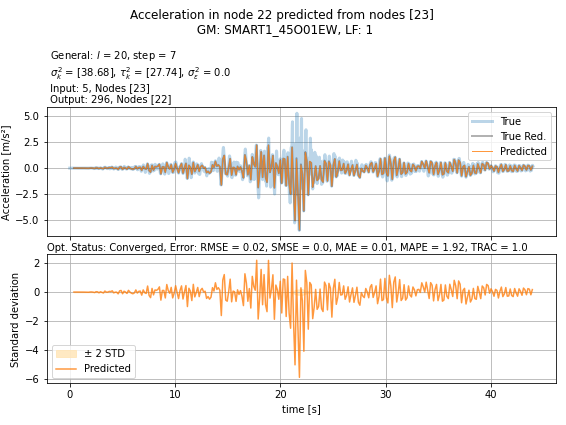 Acceleration in node 22 predicted from nodes [23]
GM: SMART1_45O01EW, LF: 1
General: l = 20, step = 7
σ²ₖ = [38.68], τ²ₖ = [27.74], σ²ε = 0.0
Input: 5, Nodes [23]
Output: 296, Nodes [22]
Acceleration [m/s²]
5.0
2.5
0.0
−2.5
−5.0
True
True Red.
Predicted
Opt. Status: Converged, Error: RMSE = 0.02, SMSE = 0.0, MAE = 0.01, MAPE = 1.92, TRAC = 1.0
Standard deviation
2
0
−2
−4
−6
± 2 STD
Predicted
0
10
20
30
40
time [s]